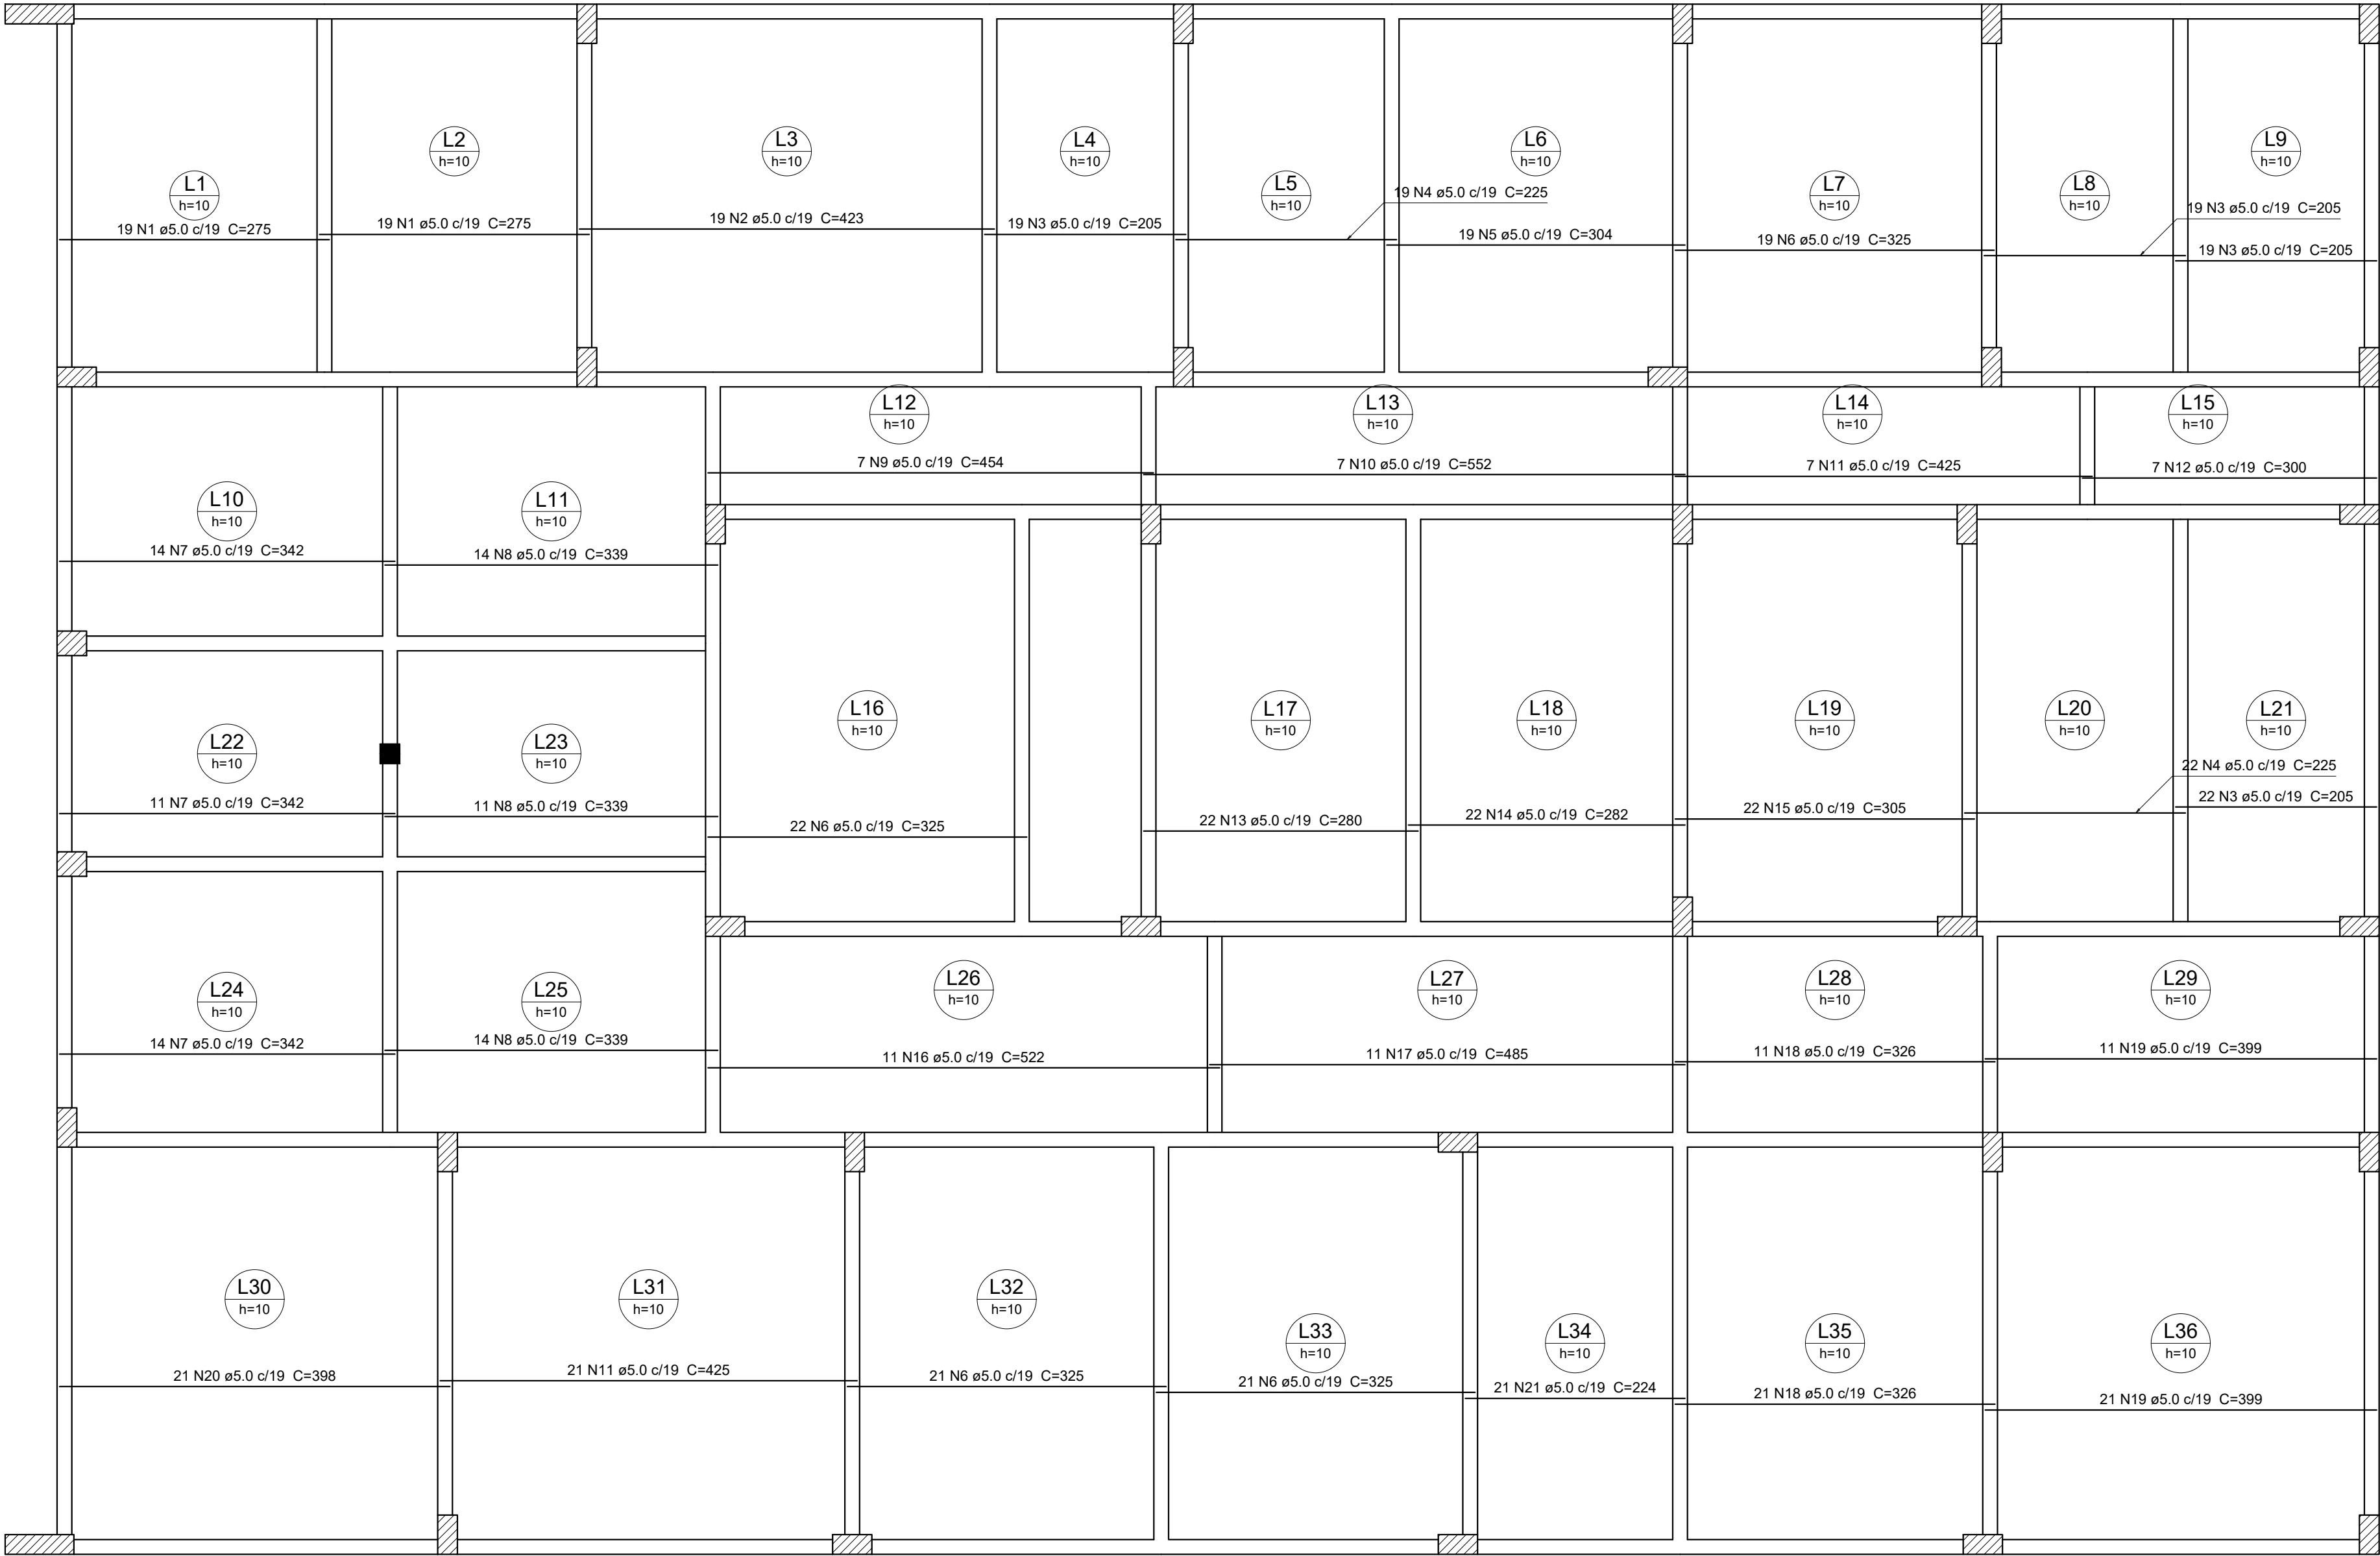 L1
h=10
19 N1 ø5.0 c/19 C=275
L2
h=10
19 N1 ø5.0 c/19 C=275
L3
h=10
19 N2 ø5.0 c/19 C=423
L4
h=10
19 N3 ø5.0 c/19 C=205
L5
h=10
19 N4 ø5.0 c/19 C=225
L6
h=10
19 N5 ø5.0 c/19 C=304
L7
h=10
19 N6 ø5.0 c/19 C=325
L8
h=10
19 N3 ø5.0 c/19 C=205
L9
h=10
19 N3 ø5.0 c/19 C=205
L10
h=10
14 N7 ø5.0 c/19 C=342
L11
h=10
14 N8 ø5.0 c/19 C=339
L12
h=10
7 N9 ø5.0 c/19 C=454
L13
h=10
7 N10 ø5.0 c/19 C=552
L14
h=10
7 N11 ø5.0 c/19 C=425
L15
h=10
7 N12 ø5.0 c/19 C=300
L16
h=10
22 N6 ø5.0 c/19 C=325
L17
h=10
22 N13 ø5.0 c/19 C=280
L18
h=10
22 N14 ø5.0 c/19 C=282
L19
h=10
22 N15 ø5.0 c/19 C=305
L20
h=10
22 N4 ø5.0 c/19 C=225
L21
h=10
22 N3 ø5.0 c/19 C=205
L22
h=10
11 N7 ø5.0 c/19 C=342
L23
h=10
11 N8 ø5.0 c/19 C=339
L24
h=10
14 N7 ø5.0 c/19 C=342
L25
h=10
14 N8 ø5.0 c/19 C=339
L26
h=10
11 N16 ø5.0 c/19 C=522
L27
h=10
11 N17 ø5.0 c/19 C=485
L28
h=10
11 N18 ø5.0 c/19 C=326
L29
h=10
11 N19 ø5.0 c/19 C=399
L30
h=10
21 N20 ø5.0 c/19 C=398
L31
h=10
21 N11 ø5.0 c/19 C=425
L32
h=10
21 N6 ø5.0 c/19 C=325
L33
h=10
21 N6 ø5.0 c/19 C=325
L34
h=10
21 N21 ø5.0 c/19 C=224
L35
h=10
21 N18 ø5.0 c/19 C=326
L36
h=10
21 N19 ø5.0 c/19 C=399